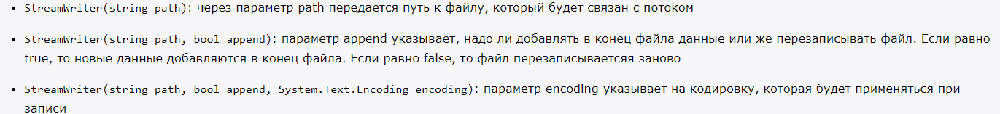 • StreamWriter(string path): через параметр path передается путь к файлу, который будет связан с потоком
• StreamWriter(string path, bool append): параметр append указывает, надо ли добавлять в конец файла данные или же перезаписывать файл. Если равно
true, то новые данные добавляются в конец файла. Если равно false, то файл перезаписываетсяя заново
• StreamWriter(string path, bool append, System.Text.Encoding encoding): параметр encoding указывает на кодировку, которая будет применяться при
записи